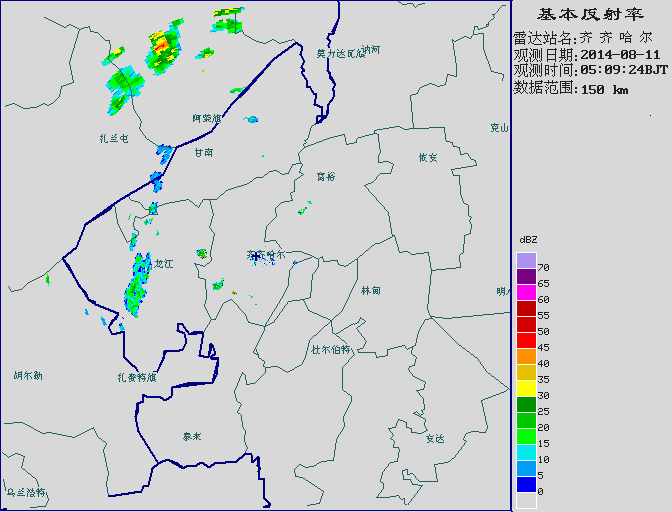 基本反射率
雷达站名:齐 齐 哈 尔
观测日期:2014-08-11
观测时间:05:09:24BJT
数据范围:150 km
莫力达瓦旗
讷河
阿荣旗
克山
扎兰屯
甘南
依安
富裕
齐齐哈尔
龙江
林甸
明水
杜尔伯特
胡尔勒
扎赉特旗
泰来
安达
乌兰浩特
dBZ
70
65
60
55
50
45
40
35
30
25
20
15
10
5
0